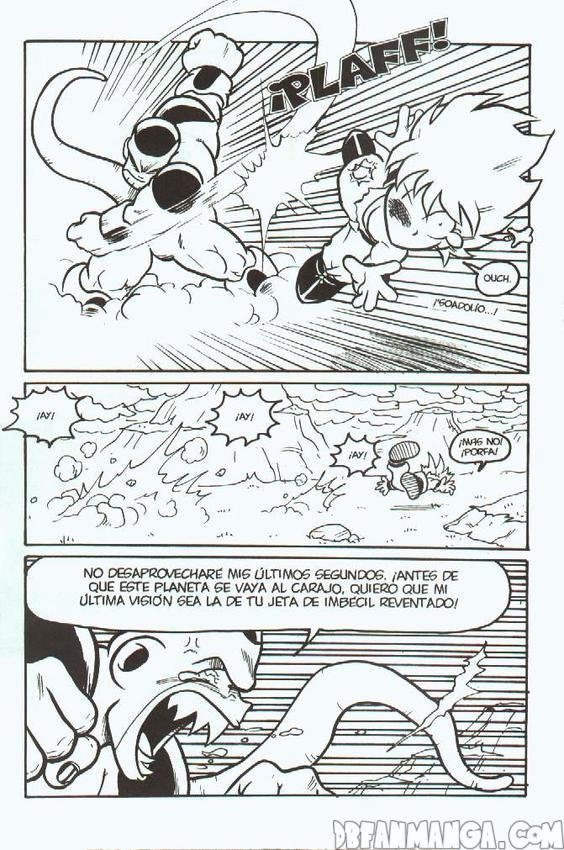 ¡PLAFF!
OUCH.
¡SOADOLÍO...!
¡AY!
¡AY!
¡AY!
¡MAS NO!
¡PORFA!
NO DESAPROVECHARÉ MIS ÚLTIMOS SEGUNDOS. ¡ANTES DE
QUE ESTE PLANETA SE VAYA AL CARAJO, QUIERO QUE MI
ÚLTIMA VISIÓN SEA LA DE TU JETA DE IMBÉCIL REVENTADO!
DBFANMANGA.COM